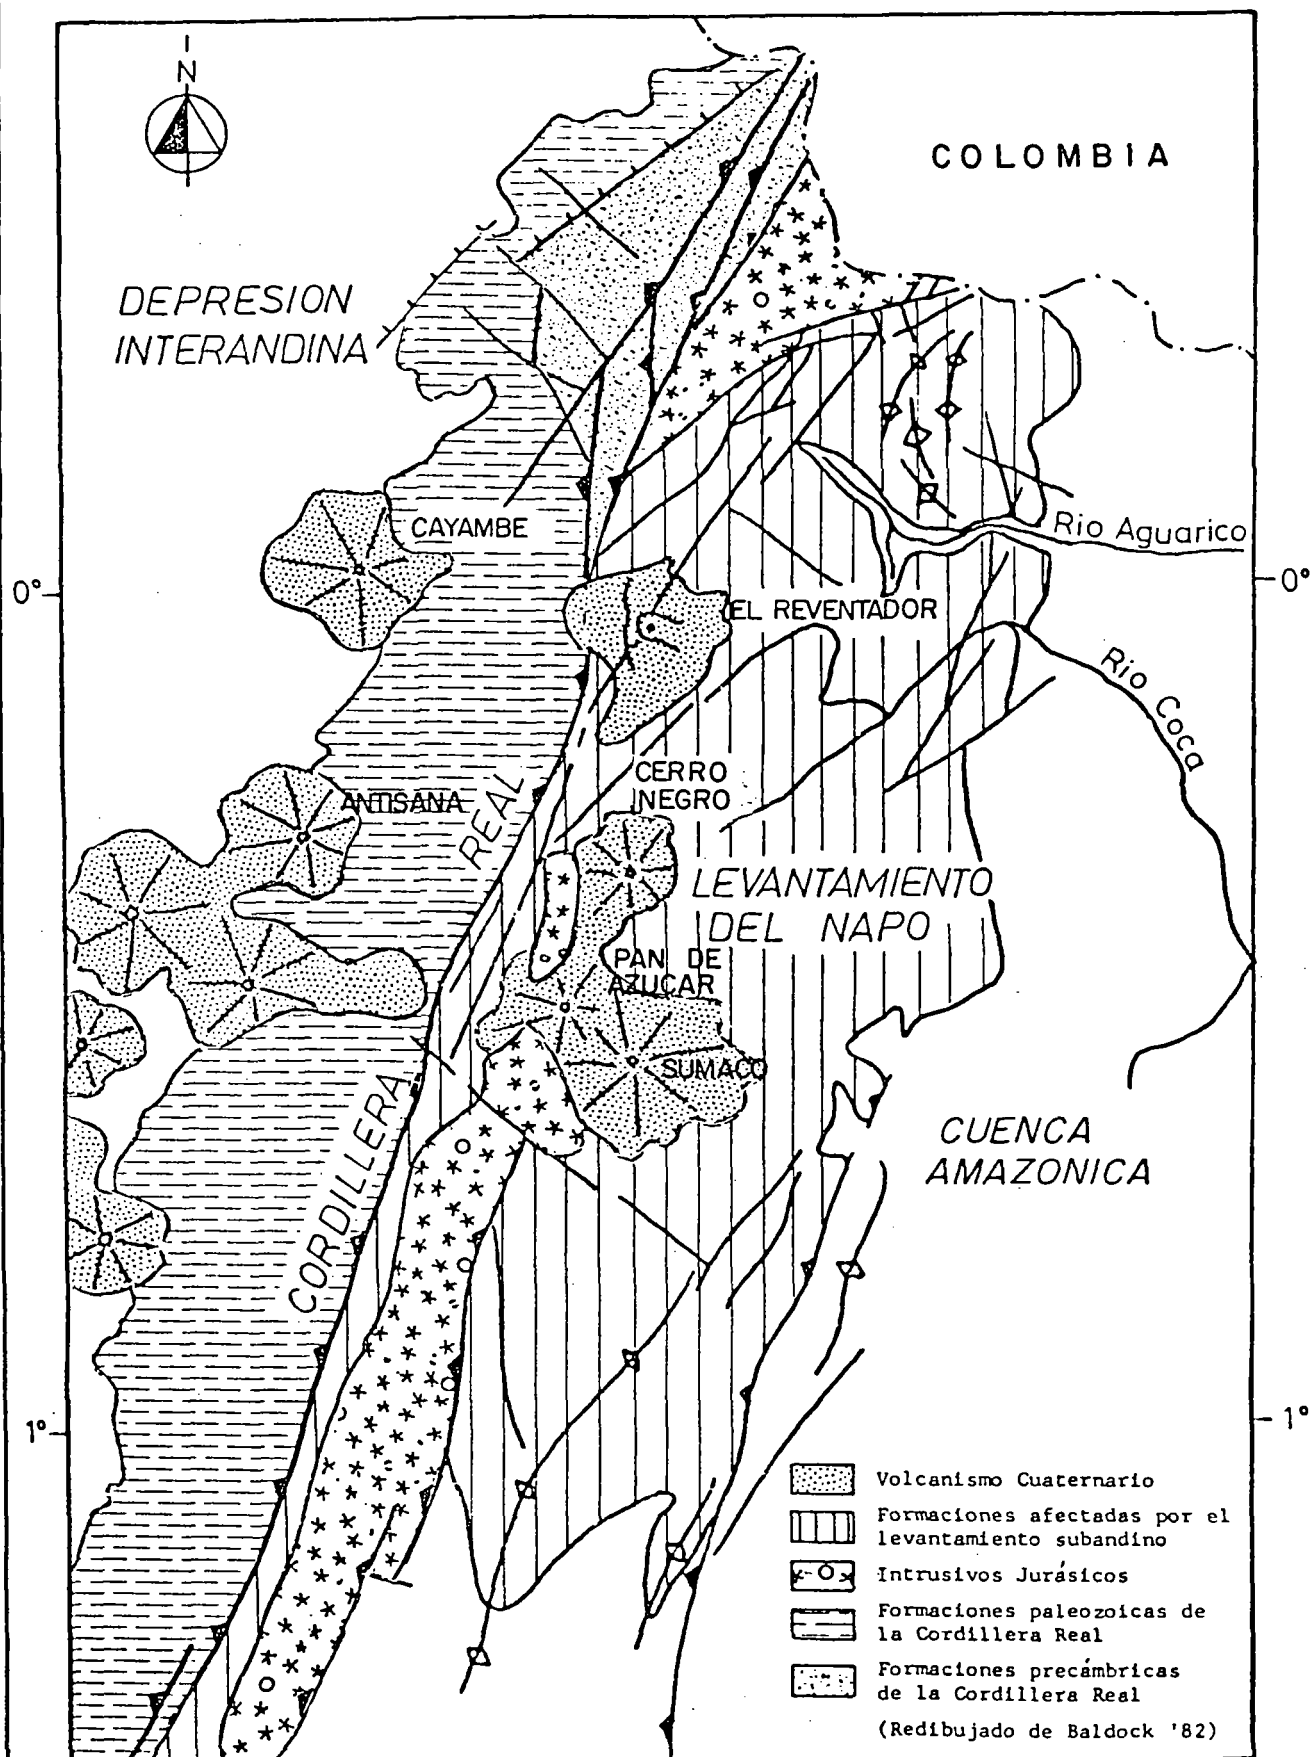 N
COLOMBIA
DEPRESION
INTERANDINA
CAYAMBE
Rio Aguarico
0°
0°
EL REVENTADOR
Rio Coca
CERRO
NEGRO
ANTISANA
CORDILLERA REAL
LEVANTAMIENTO
DEL NAPO
PAN DE
AZUCAR
SUMACO
CUENCA
AMAZONICA
1°
1°
Volcanismo Cuaternario
Formaciones afectadas por el
levantamiento subandino
Intrusivos Jurásicos
Formaciones paleozoicas de
la Cordillera Real
Formaciones precámbricas
de la Cordillera Real
(Redibujado de Baldock '82)